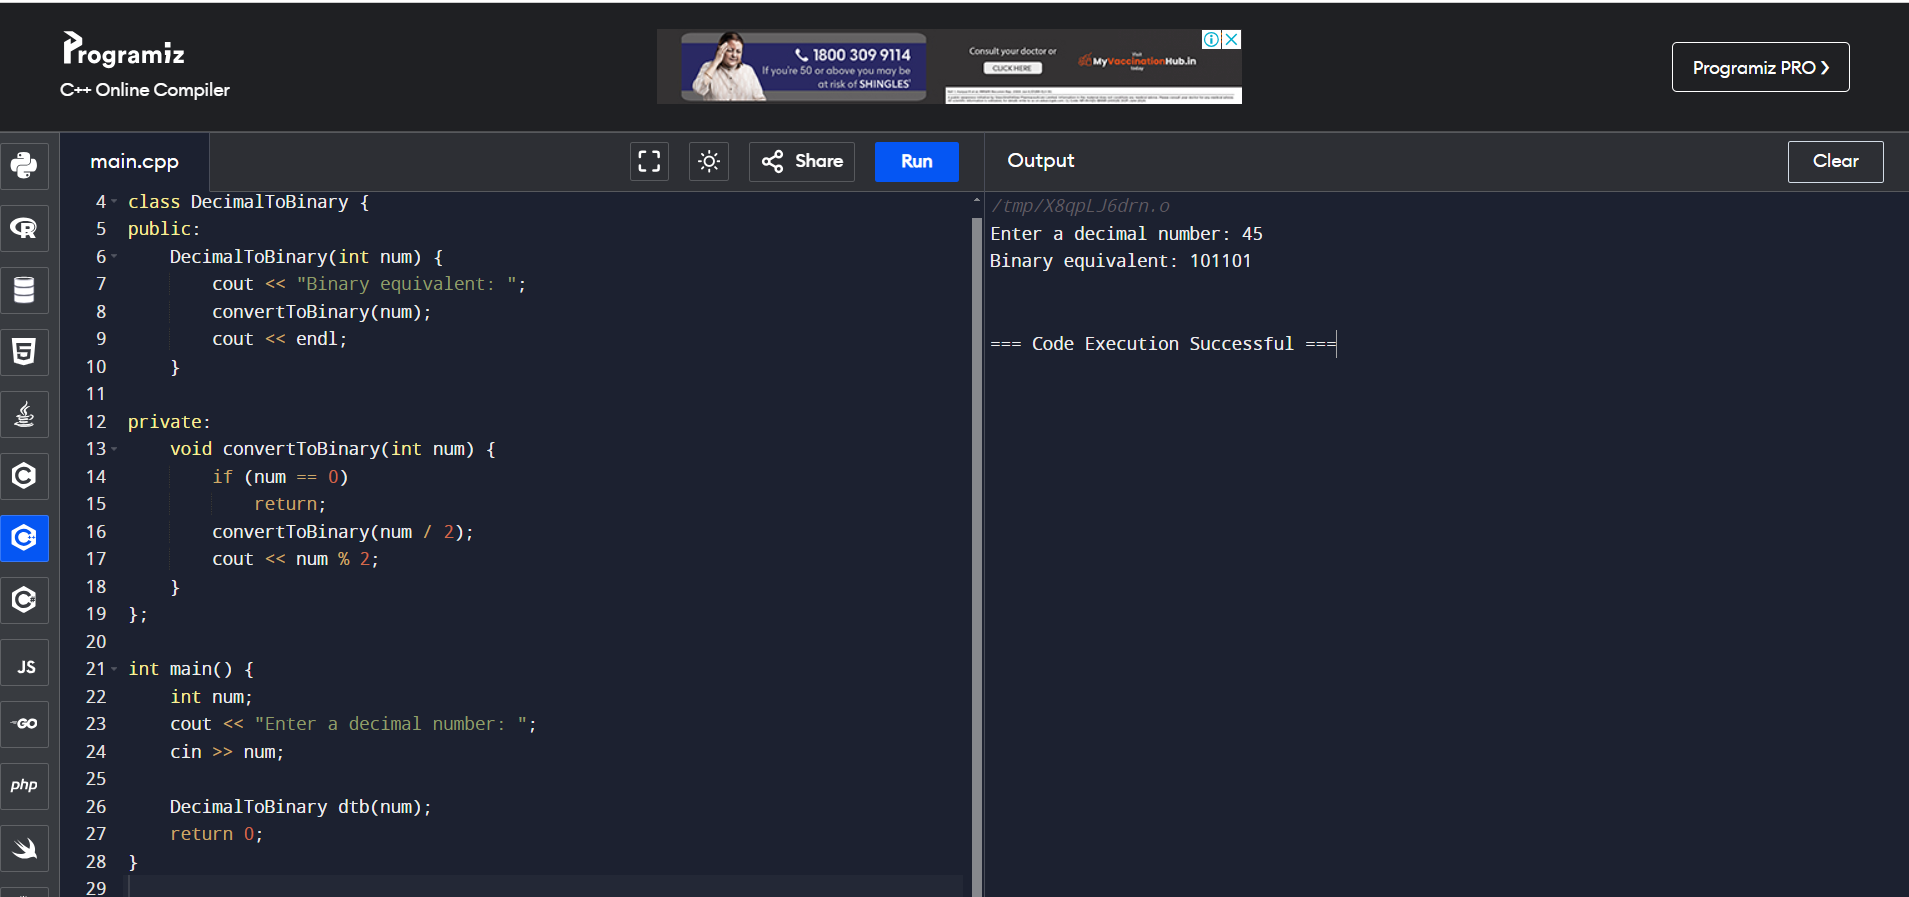 Programiz
C++ Online Compiler
1800 309 9114
If you're 50 or above you may be
at risk of SHINGLES*
Consult your doctor or
CLICK HERE
Visit
MyVaccinationHub.in
today
Programiz PRO ❯
main.cpp
Share
Run
Output
Clear
4 class DecimalToBinary {
5 public:
6     DecimalToBinary(int num) {
7         cout << "Binary equivalent: ";
8         convertToBinary(num);
9         cout << endl;
10     }
11
12 private:
13     void convertToBinary(int num) {
14         if (num == 0)
15             return;
16         convertToBinary(num / 2);
17         cout << num % 2;
18     }
19 };
20
21 int main() {
22     int num;
23     cout << "Enter a decimal number: ";
24     cin >> num;
25
26     DecimalToBinary dtb(num);
27     return 0;
28 }
29
/tmp/X8qpLJ6drn.o
Enter a decimal number: 45
Binary equivalent: 101101
=== Code Execution Successful ===
R
5
C
C++
C#
JS
GO
php